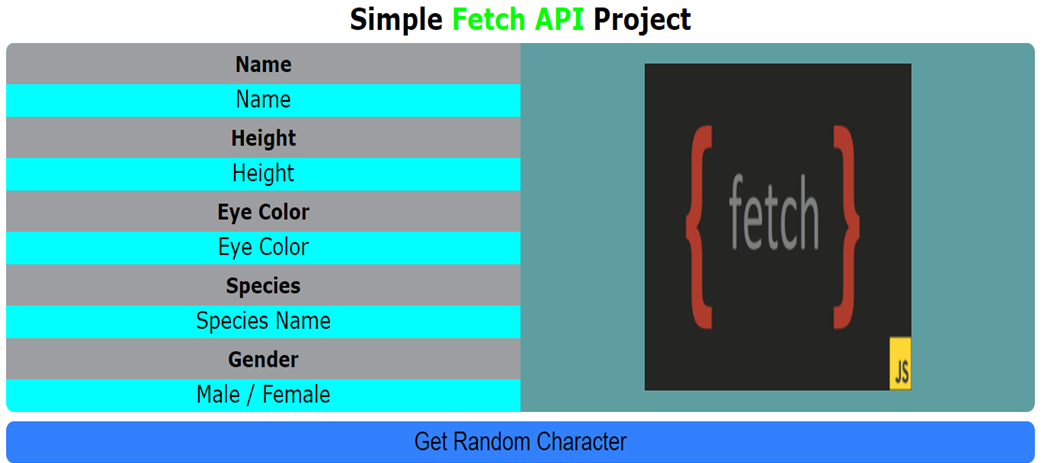 Simple Fetch API Project
Name
Name
Height
Height
Eye Color
Eye Color
Species
Species Name
Gender
Male / Female
{ fetch }
JS
Get Random Character